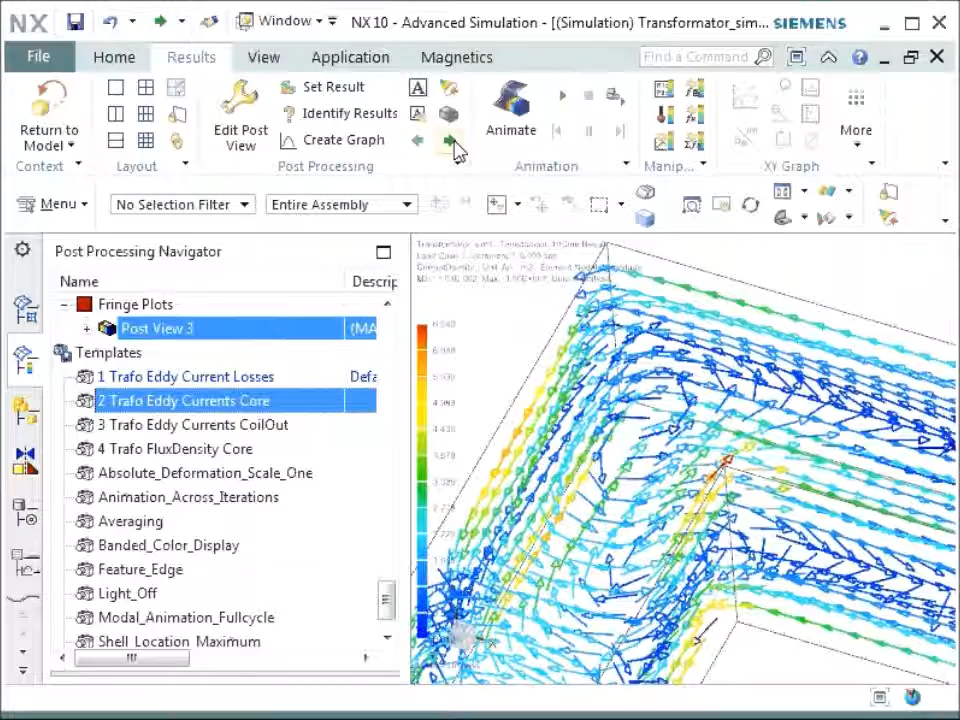 NX
Window
NX 10 - Advanced Simulation - [(Simulation) Transformator_sim...
SIEMENS
File
Home
Results
View
Application
Magnetics
Find a Command
Return to Model
Edit Post View
Set Result
Identify Results
Create Graph
A
A
Animate
More
Context
Layout
Post Processing
Animation
Manip...
XY Graph
Menu
No Selection Filter
Entire Assembly
Post Processing Navigator
Name
Descrip
Fringe Plots
Post View 3
(MA
Templates
1 Trafo Eddy Current Losses
Defa
2 Trafo Eddy Currents Core
3 Trafo Eddy Currents CoilOut
4 Trafo FluxDensity Core
Absolute_Deformation_Scale_One
Animation_Across_Iterations
Averaging
Banded_Color_Display
Feature_Edge
Light_Off
Modal_Animation_Fullcycle
Shell_Location_Maximum